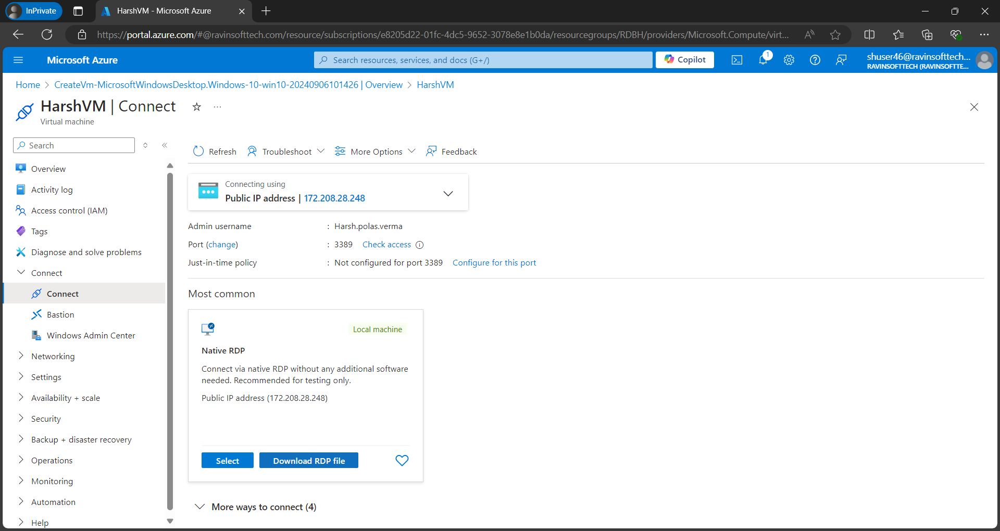 InPrivate
HarshVM - Microsoft Azure
https://portal.azure.com/#@ravinsofttech.com/resource/subscriptions/e8205d22-01fc-4dc5-9652-3078e8e1b0da/resourcegroups/RDBH/providers/Microsoft.Compute/virt...
Microsoft Azure
Search resources, services, and docs (G+/)
Copilot
1
shuser46@ravinsofttech...
RAVINSOFTTECH (RAVINSOFTTE...
Home > CreateVm-MicrosoftWindowsDesktop.Windows-10-win10-20240906101426 | Overview > HarshVM
HarshVM | Connect
Virtual machine
Search
Overview
Activity log
Access control (IAM)
Tags
Diagnose and solve problems
Connect
Connect
Bastion
Windows Admin Center
Networking
Settings
Availability + scale
Security
Backup + disaster recovery
Operations
Monitoring
Automation
Help
Refresh
Troubleshoot
More Options
Feedback
Connecting using
Public IP address | 172.208.28.248
Admin username : Harsh.polas.verma
Port (change) : 3389 Check access
Just-in-time policy : Not configured for port 3389 Configure for this port
Most common
Local machine
Native RDP
Connect via native RDP without any additional software
needed. Recommended for testing only.
Public IP address (172.208.28.248)
Select
Download RDP file
More ways to connect (4)